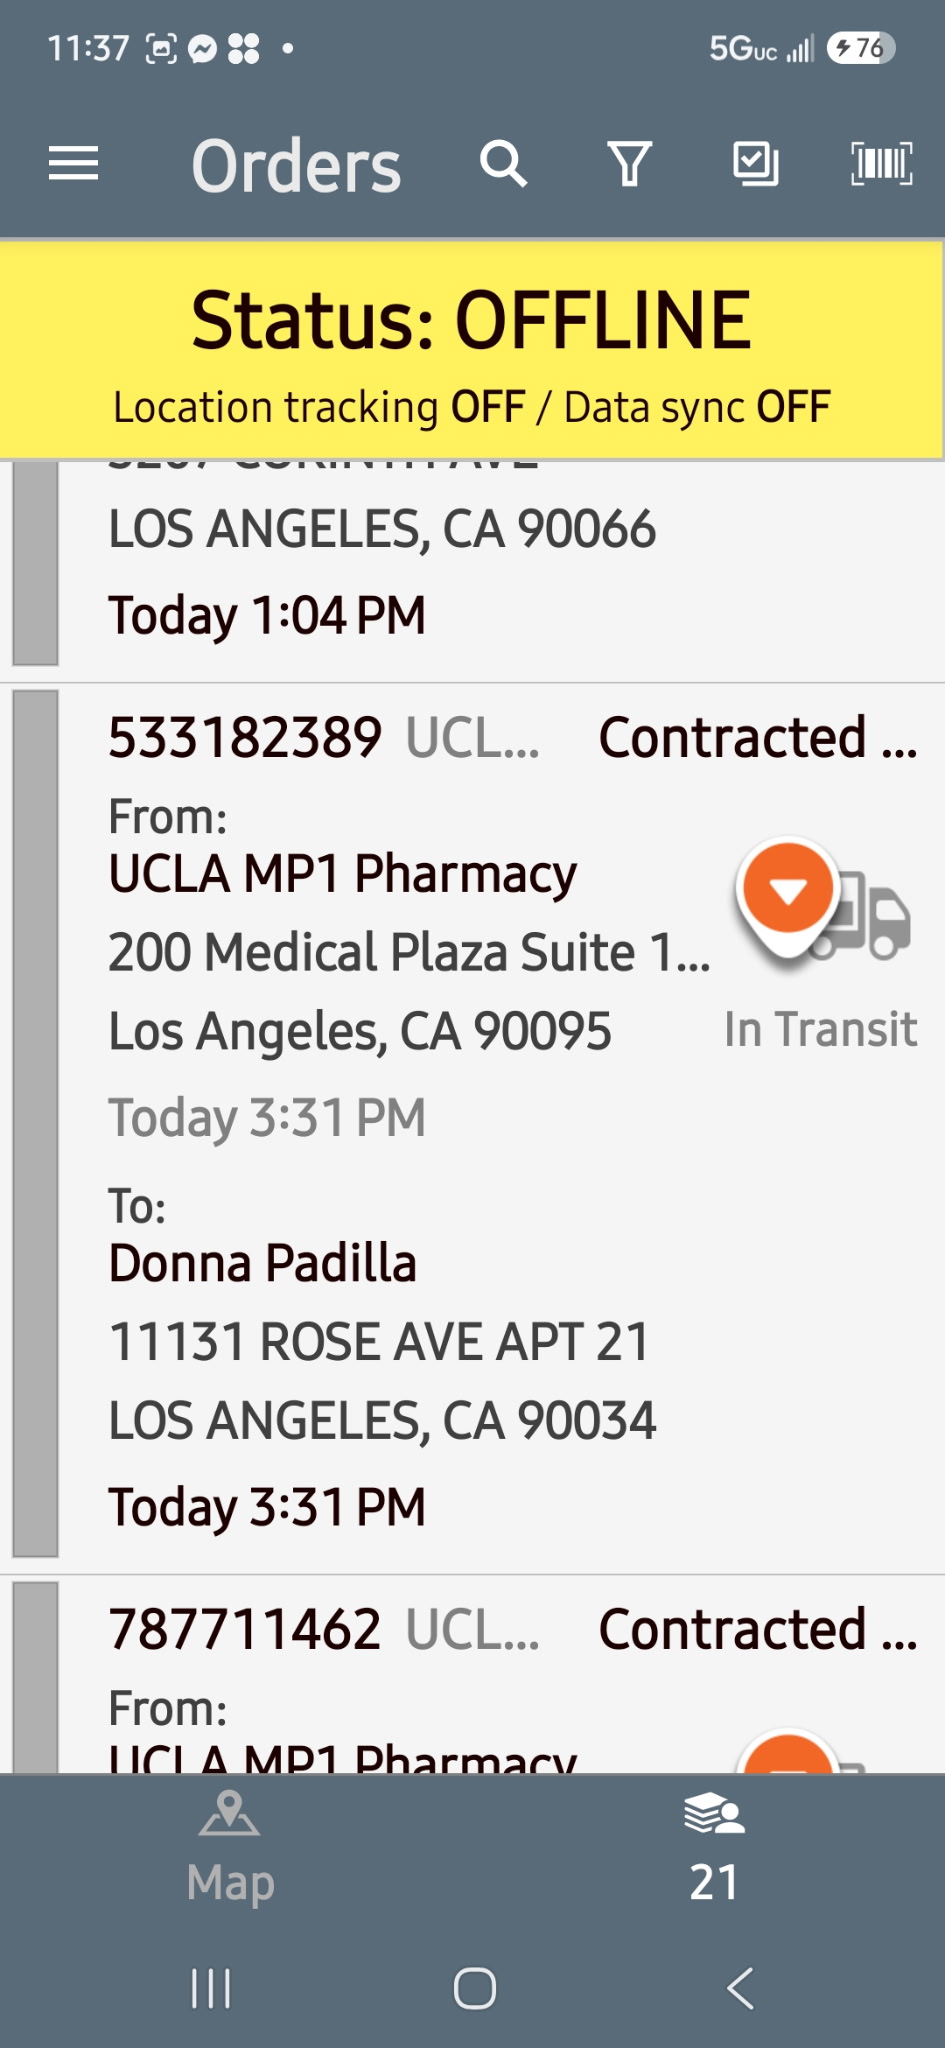 11:37
5GUC 76
Orders
Status: OFFLINE
Location tracking OFF / Data sync OFF
LOS ANGELES, CA 90066
Today 1:04 PM
533182389 UCL... Contracted ...
From:
UCLA MP1 Pharmacy
200 Medical Plaza Suite 1...
Los Angeles, CA 90095
In Transit
Today 3:31 PM
To:
Donna Padilla
11131 ROSE AVE APT 21
LOS ANGELES, CA 90034
Today 3:31 PM
787711462 UCL... Contracted ...
From:
UCLA MP1 Pharmacy
Map
21